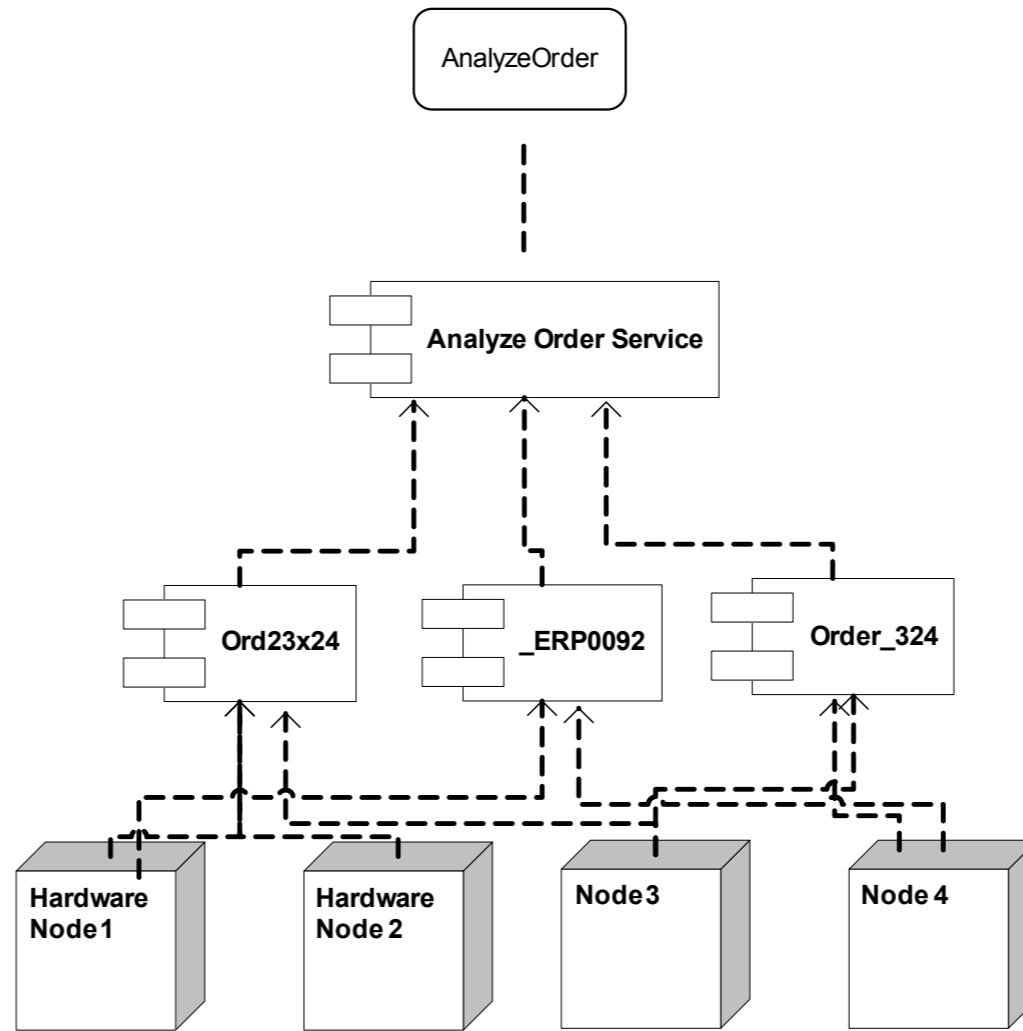 AnalyzeOrder
Analyze Order Service
Ord23x24
_ERP0092
Order_324
Hardware
Node1
Hardware
Node 2
Node3
Node 4